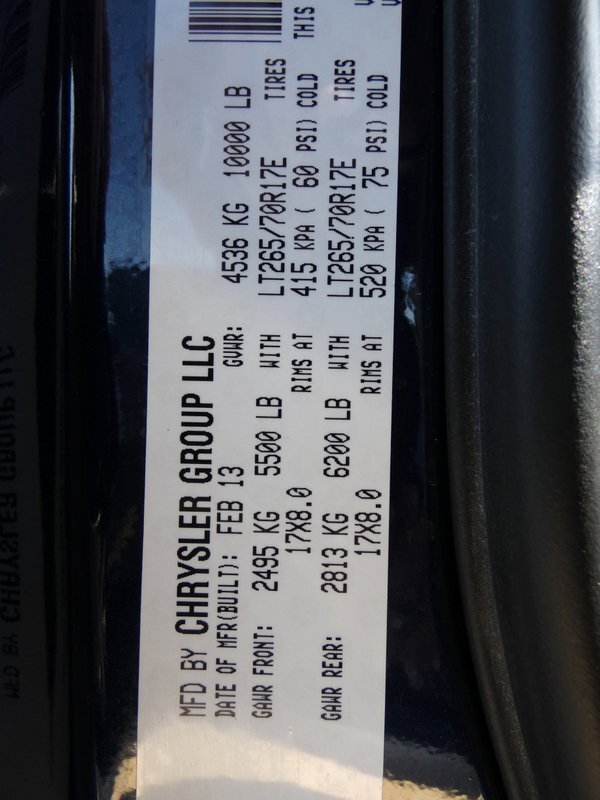 MFD BY CHRYSLER GROUP LLC
DATE OF MFR(BUILT): FEB 13 GVWR: 4536 KG 10000 LB
GAWR FRONT: 2495 KG 5500 LB WITH LT265/70R17E TIRES
17X8.0 RIMS AT 415 KPA ( 60 PSI) COLD THIS
GAWR REAR: 2813 KG 6200 LB WITH LT265/70R17E TIRES
17X8.0 RIMS AT 520 KPA ( 75 PSI) COLD